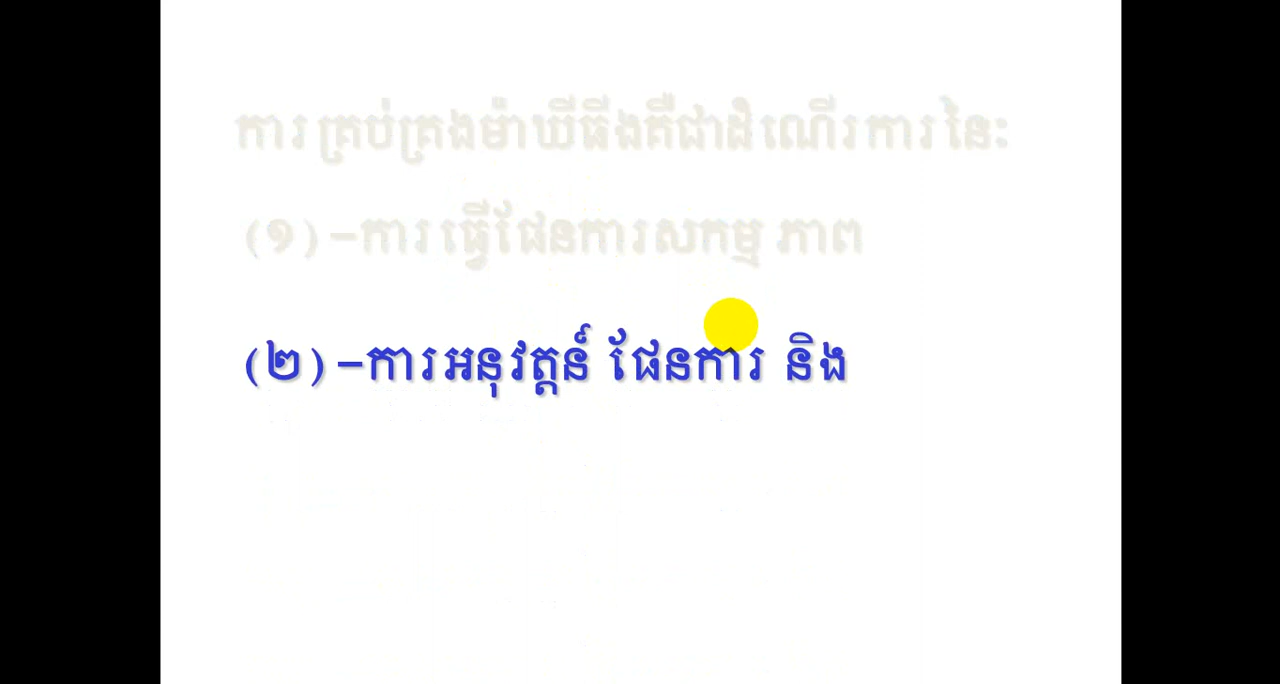 ការគ្រប់គ្រងម៉ាឃីធីងគឺជាដំណើរការនៃ:
(១)-ការធ្វើផែនការសកម្ម ភាព
(២)-ការអនុវត្តន៍ ផែនការ និង